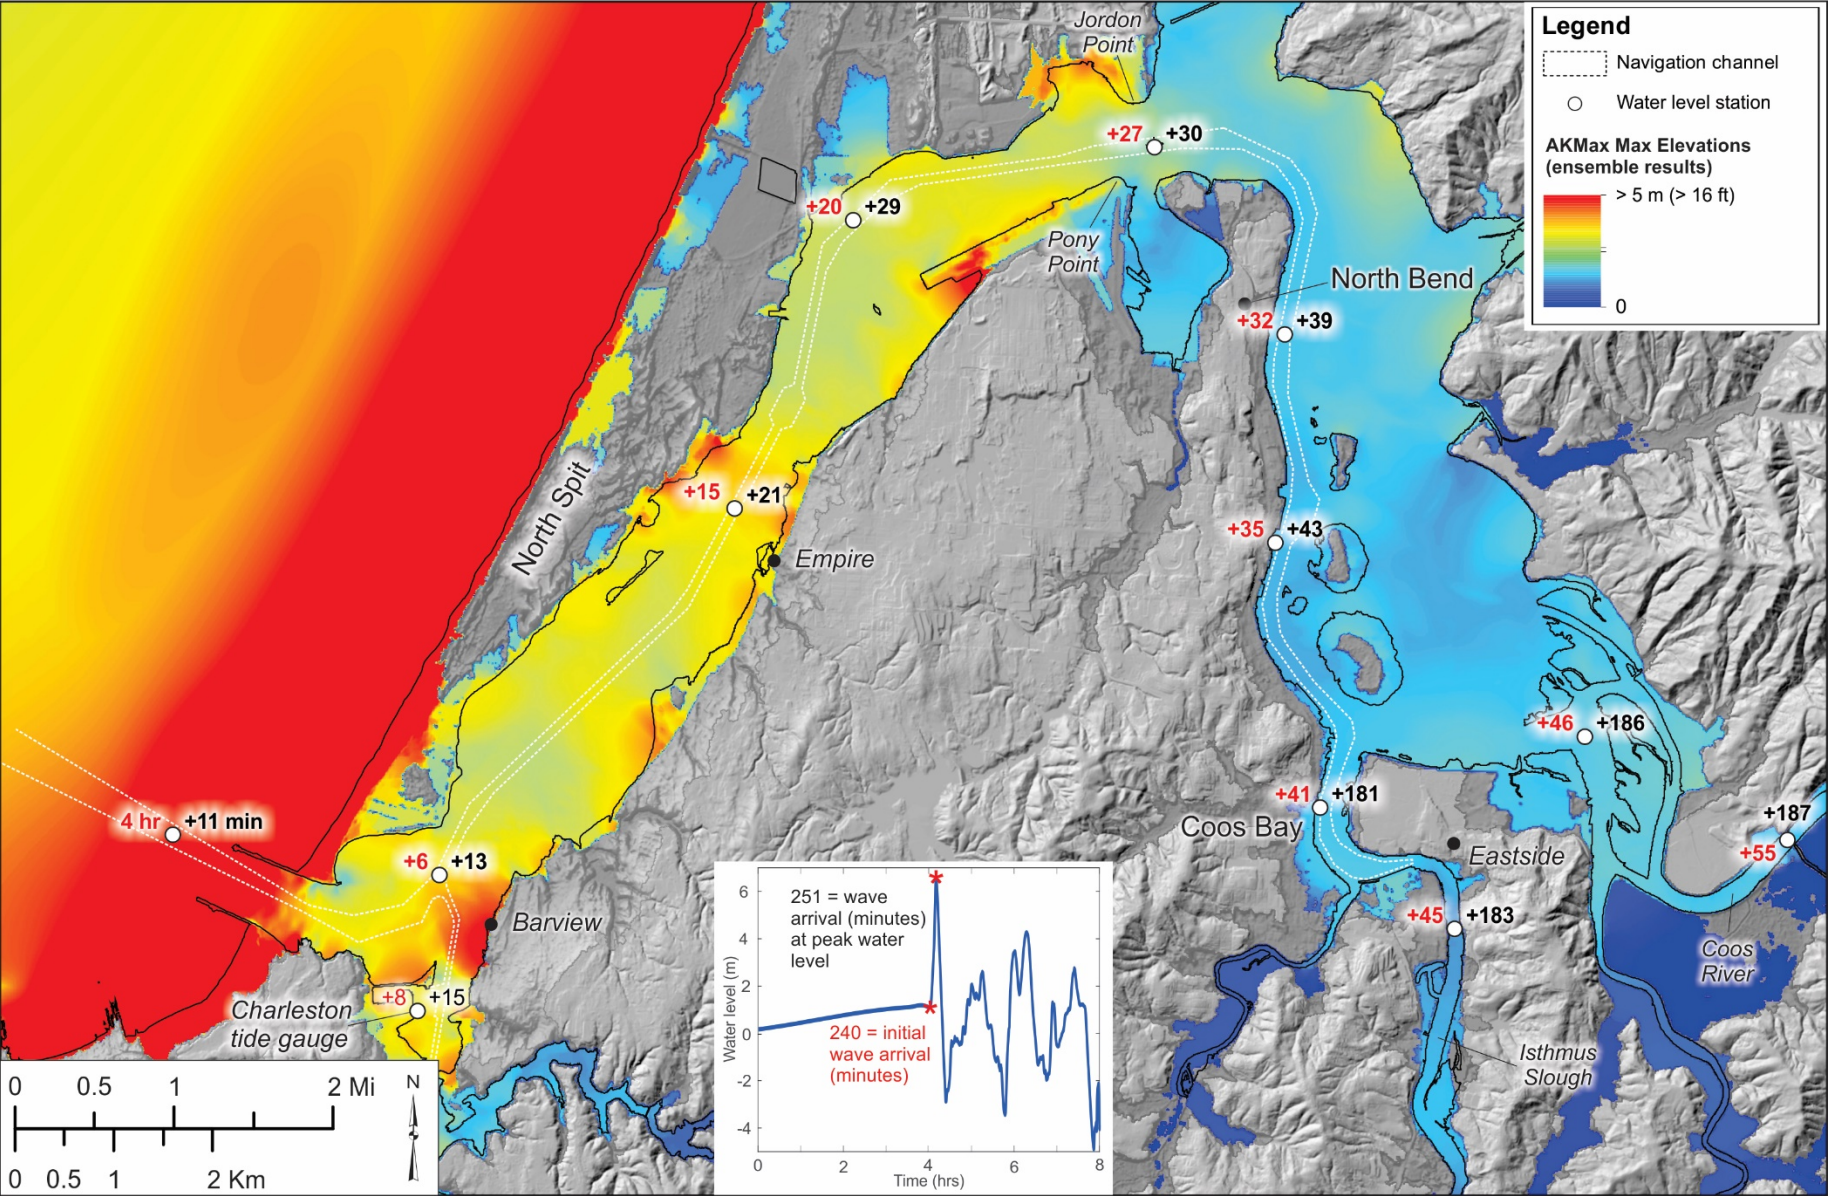 Jordon
Point
Legend
Navigation channel
Water level station
AKMax Max Elevations
(ensemble results)
> 5 m (> 16 ft)
0
+27 +30
+20 +29
Pony
Point
North Bend
+32 +39
North Spit
+15 +21
Empire
+35 +43
+46 +186
4 hr +11 min
+41 +181
Coos Bay
Eastside
+187
+55
+6 +13
Barview
+45 +183
Coos
River
+8 +15
Charleston
tide gauge
Isthmus
Slough
0 0.5 1 2 Mi
N
0 0.5 1 2 Km
251 = wave
arrival (minutes)
at peak water
level
240 = initial
wave arrival
(minutes)
Water level (m)
6
4
2
0
-2
-4
0 2 4 6 8
Time (hrs)